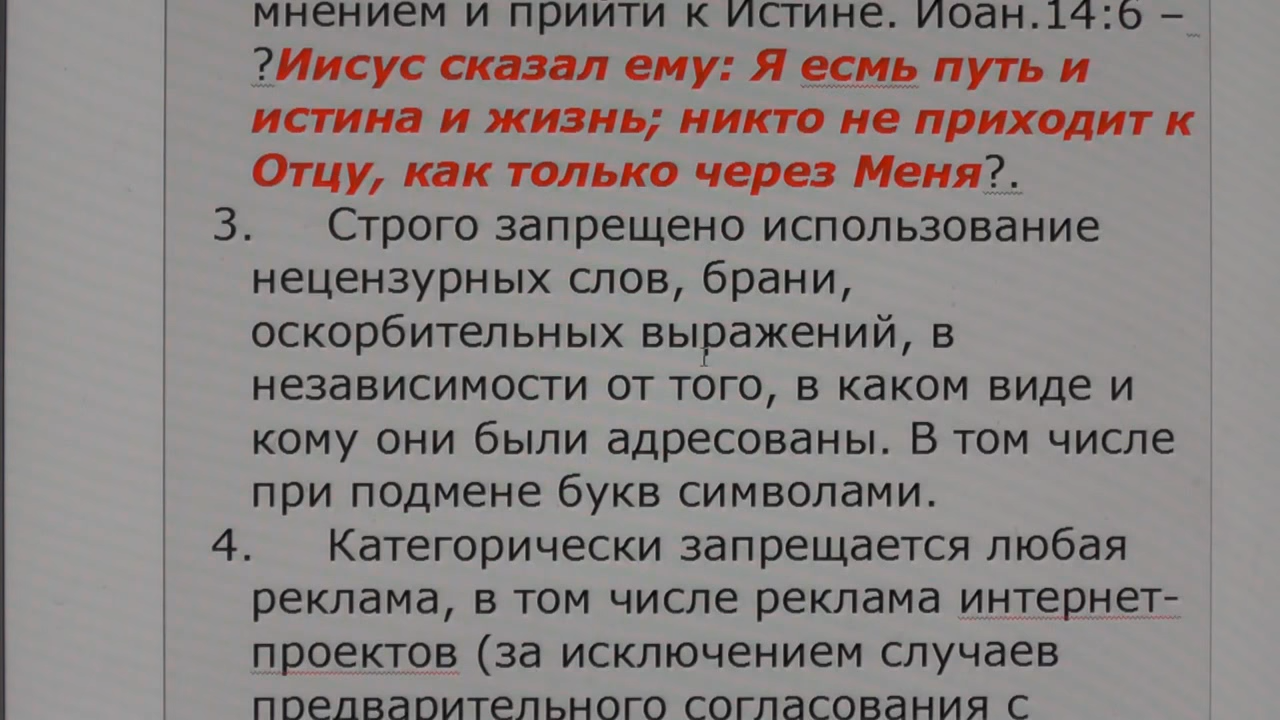 мнением и прийти к Истине. Иоан.14:6 –
?Иисус сказал ему: Я есмь путь и
истина и жизнь; никто не приходит к
Отцу, как только через Меня?.
3. Строго запрещено использование
нецензурных слов, брани,
оскорбительных выражений, в
независимости от того, в каком виде и
кому они были адресованы. В том числе
при подмене букв символами.
4. Категорически запрещается любая
реклама, в том числе реклама интернет-
проектов (за исключением случаев
предварительного согласования с